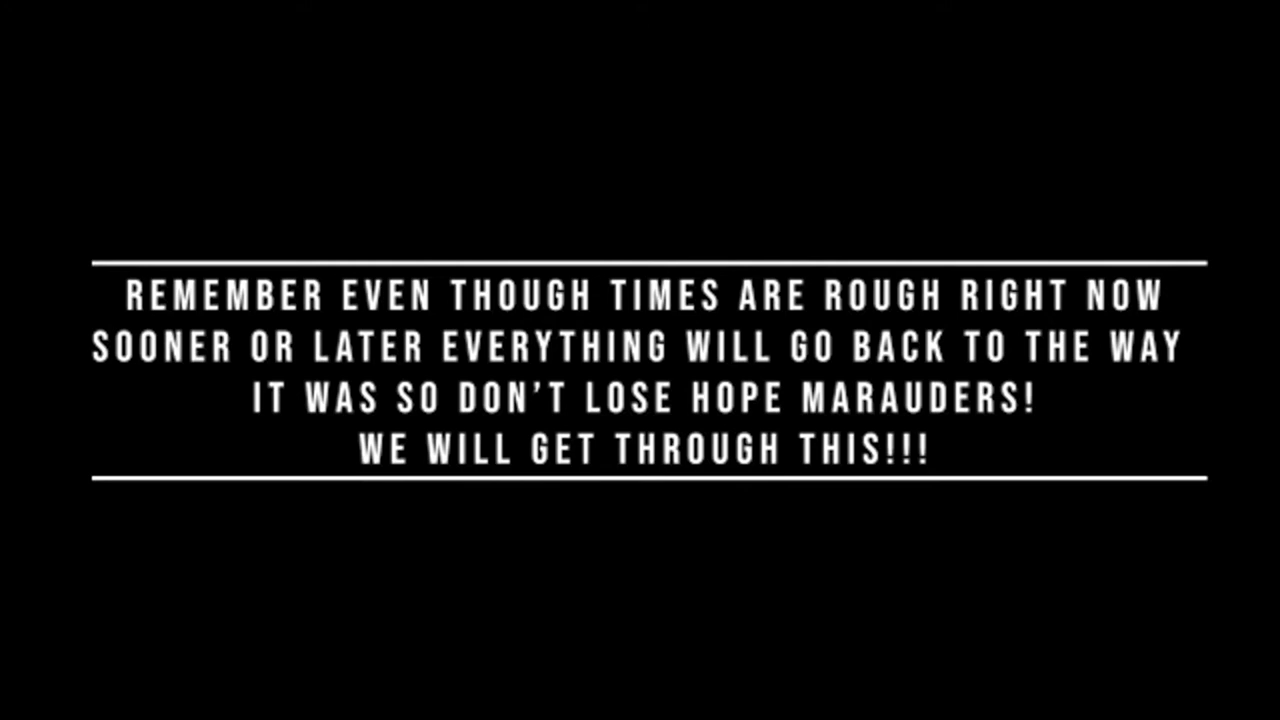 REMEMBER EVEN THOUGH TIMES ARE ROUGH RIGHT NOW
SOONER OR LATER EVERYTHING WILL GO BACK TO THE WAY
IT WAS SO DON’T LOSE HOPE MARAUDERS!
WE WILL GET THROUGH THIS!!!